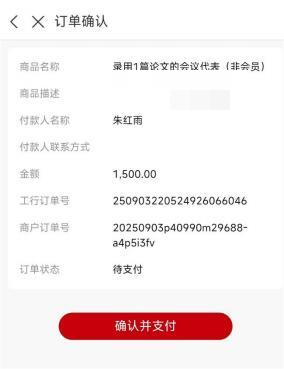 订单确认
商品名称 录用1篇论文的会议代表（非会员）
商品描述
付款人名称 朱红雨
付款人联系方式
金额 1,500.00
工行订单号 250903220524926066046
商户订单号 20250903p40990m29688-
a4p5i3fv
订单状态 待支付
确认并支付